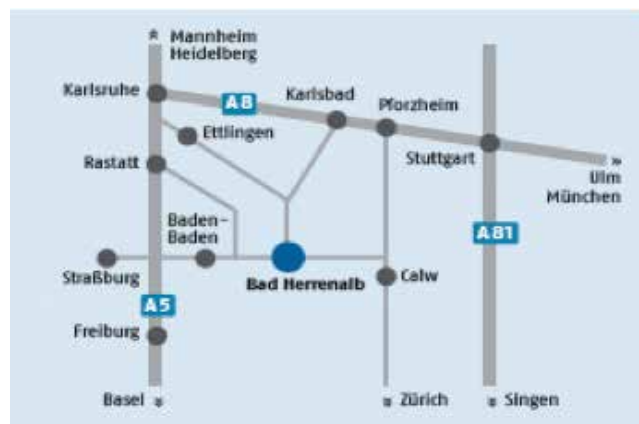 Mannheim
Heidelberg
Karlsruhe
A8
Karlsbad
Pforzheim
Ettlingen
Stuttgart
Rastatt
Ulm
München
Baden-
Baden
A81
Straßburg
Bad Herrenalb
Calw
A5
Freiburg
Basel
Zürich
Singen